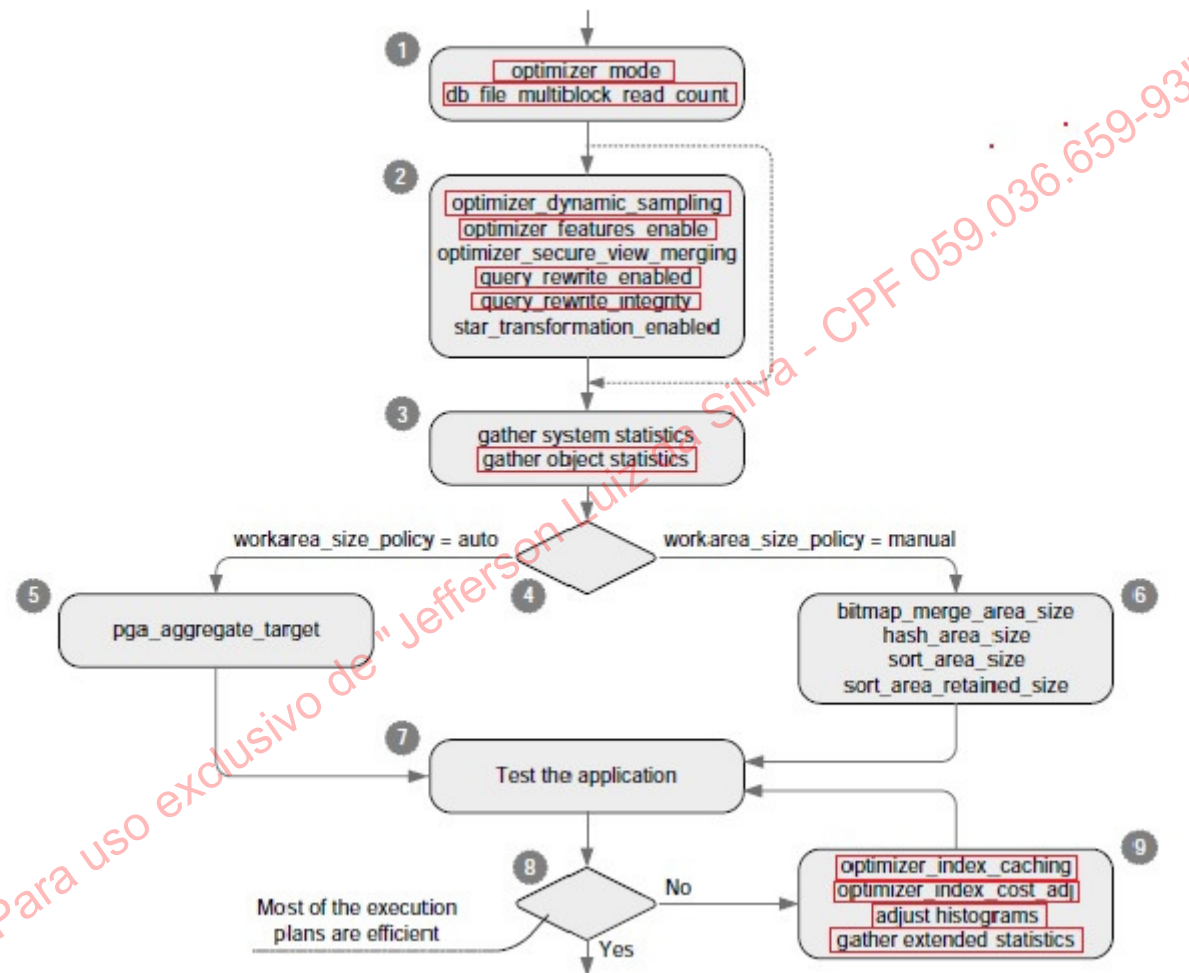 1
optimizer_mode
db_file_multiblock_read_count
2
optimizer_dynamic_sampling
optimizer_features_enable
optimizer_secure_view_merging
query_rewrite_enabled
query_rewrite_integrity
star_transformation_enabled
3
gather system statistics
gather object statistics
workarea_size_policy = auto
workarea_size_policy = manual
4
5
pga_aggregate_target
6
bitmap_merge_area_size
hash_area_size
sort_area_size
sort_area_retained_size
7
Test the application
8
Most of the execution
plans are efficient
No
Yes
9
optimizer_index_caching
optimizer_index_cost_adj
adjust histograms
gather extended statistics
Para uso exclusivo de " Jefferson Luiz da Silva - CPF 059.036.659-93"